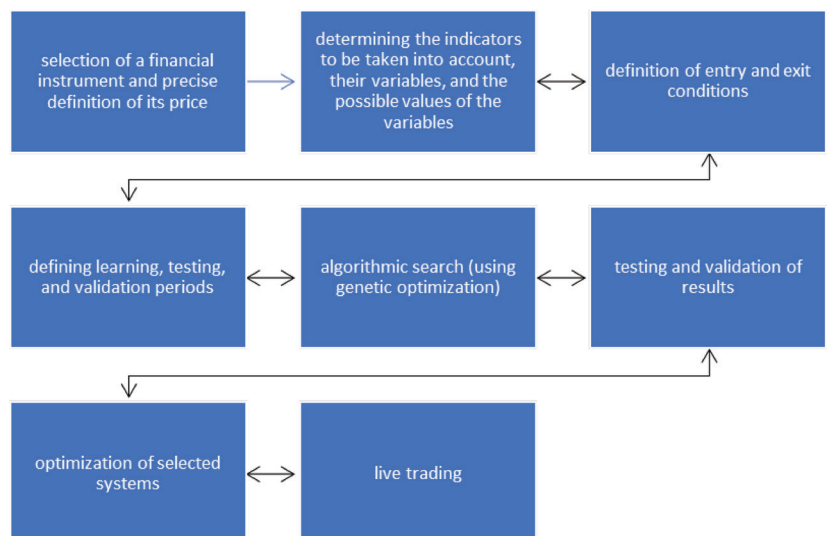 selection of a financial
instrument and precise
definition of its price
determining the indicators
to be taken into account,
their variables, and the
possible values of the
variables
definition of entry and exit
conditions
defining learning, testing,
and validation periods
algorithmic search (using
genetic optimization)
testing and validation of
results
optimization of selected
systems
live trading